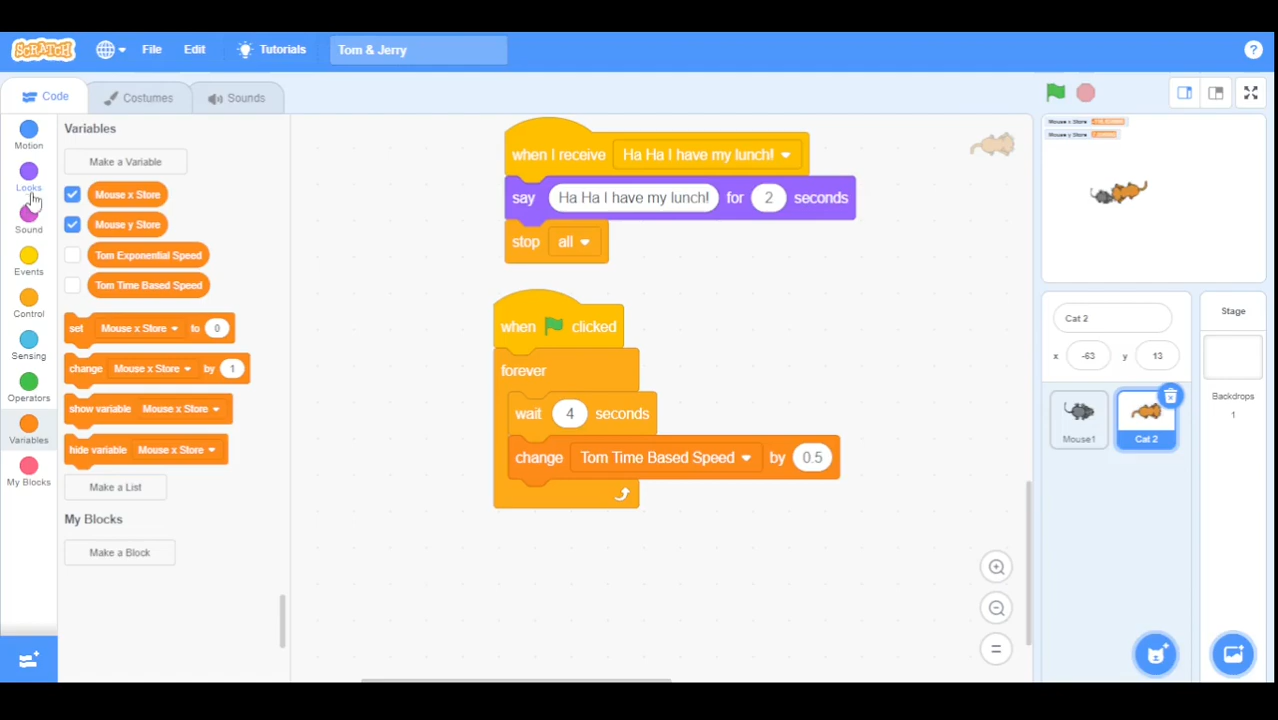 SCRATCH File Edit Tutorials Tom & Jerry ?
Code Costumes Sounds
Motion
Looks
Sound
Events
Control
Sensing
Operators
Variables
My Blocks
Variables
Make a Variable
Mouse x Store
Mouse y Store
Tom Exponential Speed
Tom Time Based Speed
set Mouse x Store to 0
change Mouse x Store by 1
show variable Mouse x Store
hide variable Mouse x Store
Make a List
My Blocks
Make a Block
when I receive Ha Ha I have my lunch!
say Ha Ha I have my lunch! for 2 seconds
stop all
when clicked
forever
wait 4 seconds
change Tom Time Based Speed by 0.5
Mouse x Store
Mouse y Store
Cat 2
x -63 y 13
Mouse1
Cat 2
Stage
Backdrops
1